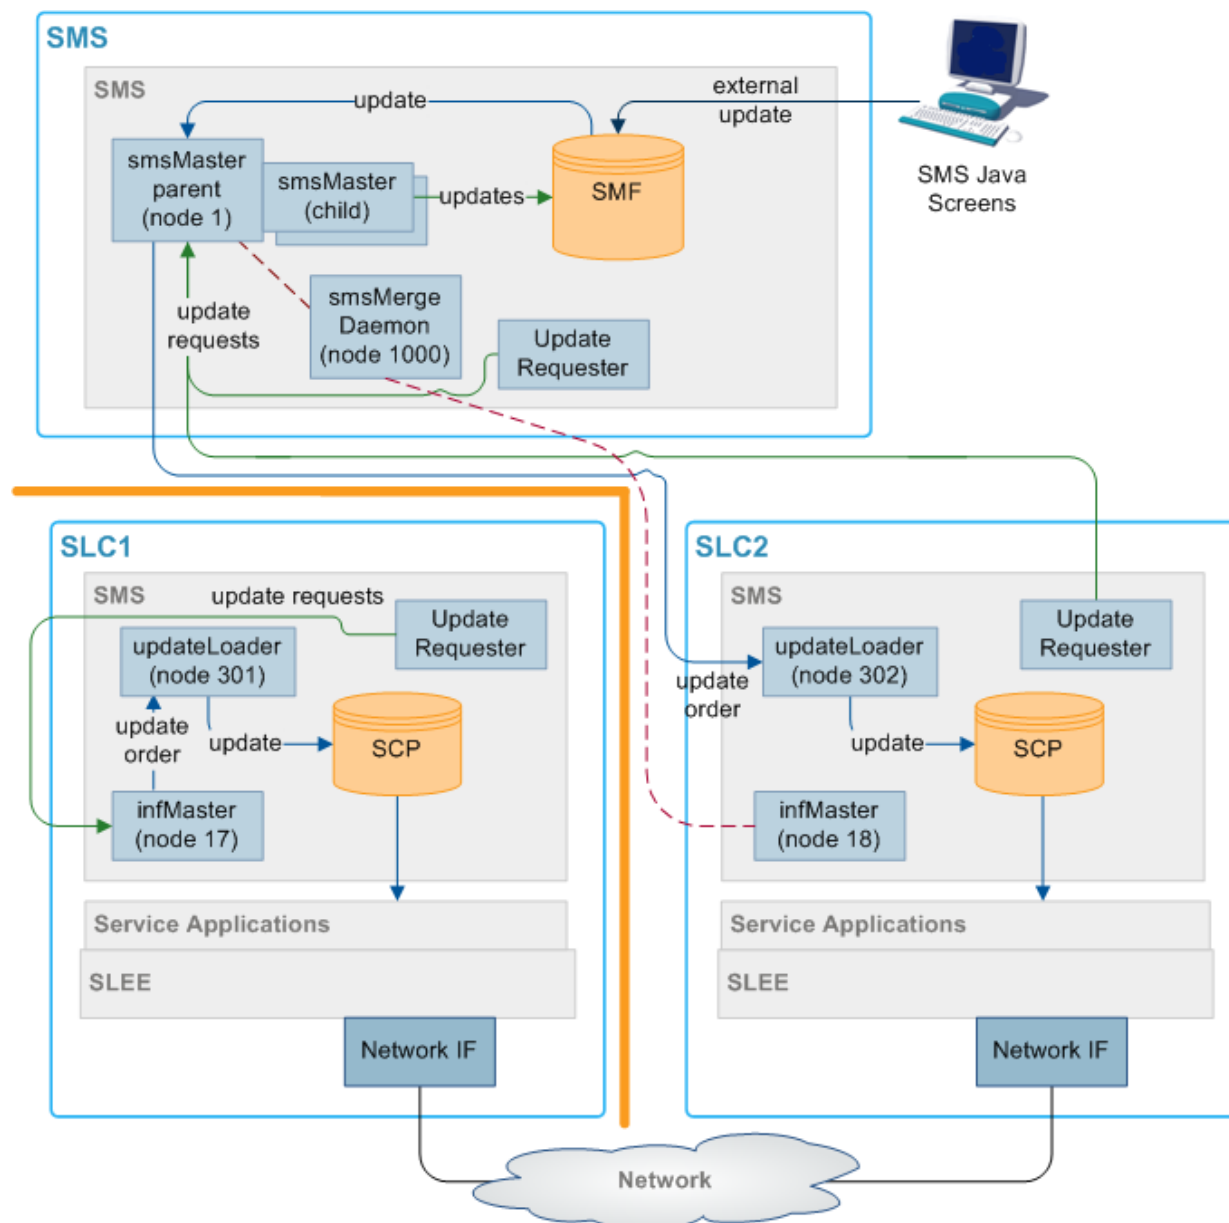 SMS
SMS
external
update
update
smsMaster
parent
(node 1)
smsMaster
(child)
updates
SMF
SMS Java
Screens
update
requests
smsMerge
Daemon
(node 1000)
Update
Requester
SLC1
SMS
update requests
Update
Requester
updateLoader
(node 301)
update
order
update
SCP
infMaster
(node 17)
Service Applications
SLEE
Network IF
SLC2
SMS
Update
Requester
updateLoader
(node 302)
update
order
update
SCP
infMaster
(node 18)
Service Applications
SLEE
Network IF
Network